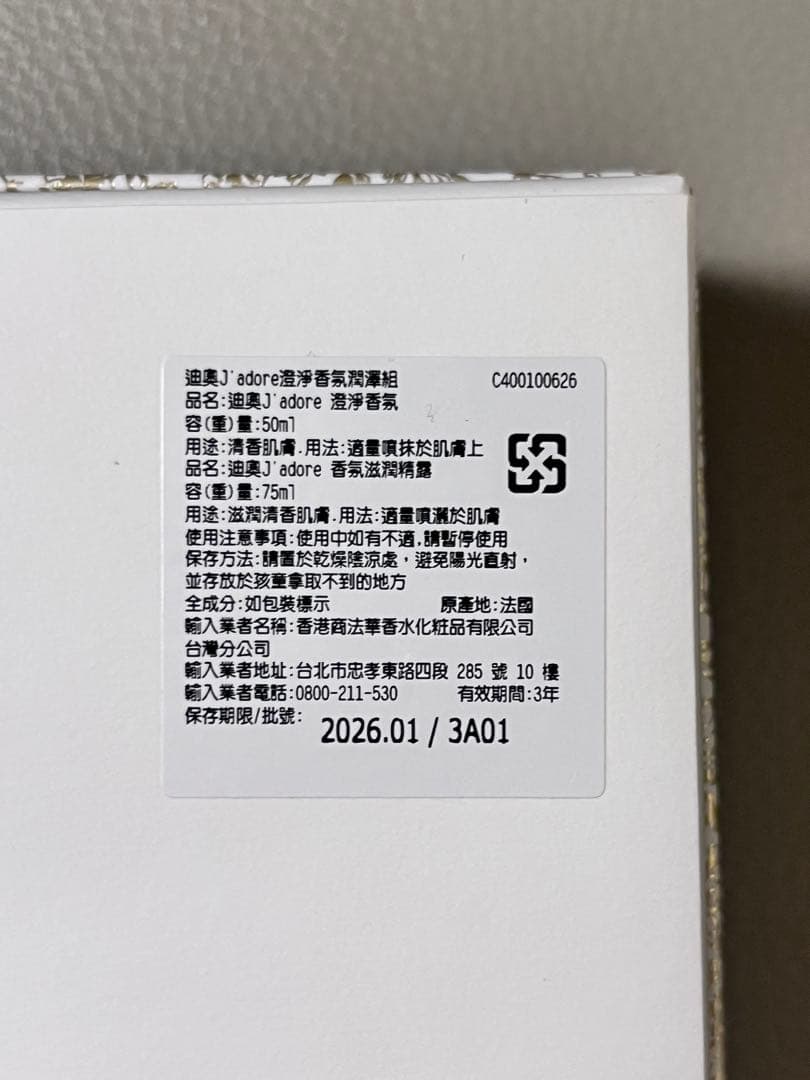 迪奧J'adore澄淨香氛潤澤組 C400100626
品名:迪奧J'adore 澄淨香氛
容(重)量:50ml
用途:清香肌膚.用法:適量噴抹於肌膚上
品名:迪奧J'adore 香氛滋潤精露
容(重)量:75ml
用途:滋潤清香肌膚.用法:適量噴灑於肌膚
使用注意事項:使用中如有不適,請暫停使用
保存方法:請置於乾燥陰涼處，避免陽光直射，
並存放於孩童拿取不到的地方
全成分:如包裝標示 原產地:法國
輸入業者名稱:香港商法華香水化粧品有限公司
台灣分公司
輸入業者地址:台北市忠孝東路四段 285 號 10 樓
輸入業者電話:0800-211-530 有效期間:3年
保存期限/批號: 2026.01 / 3A01